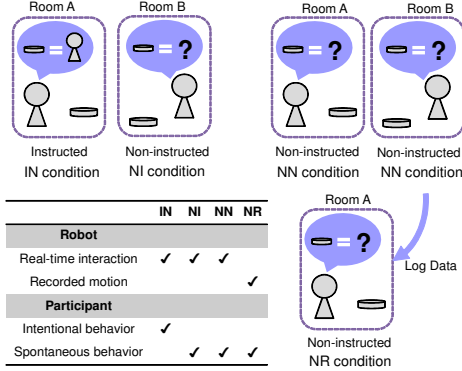 Room A
Room B
= 
= ?
Instructed
IN condition
Non-instructed
NI condition
Room A
Room B
= ?
= ?
Non-instructed
NN condition
Non-instructed
NN condition
IN NI NN NR
Robot
Real-time interaction ✓ ✓ ✓
Recorded motion ✓
Participant
Intentional behavior ✓
Spontaneous behavior ✓ ✓ ✓
Room A
= ?
Log Data
Non-instructed
NR condition